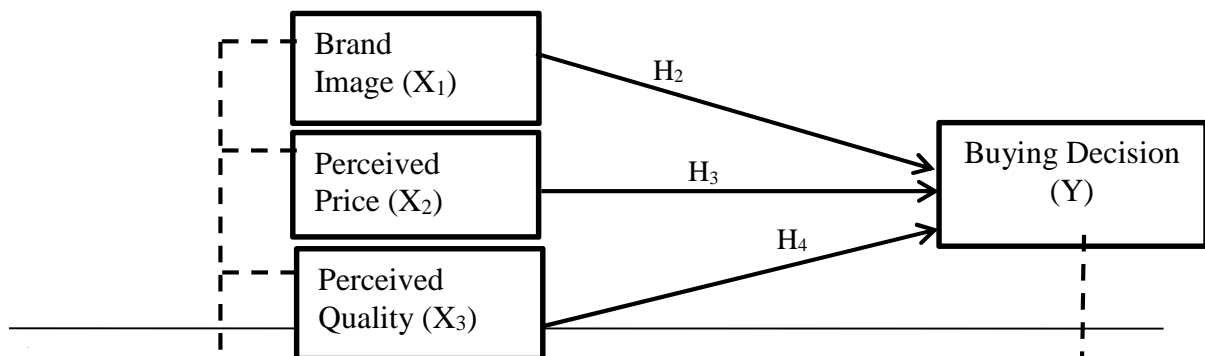 Brand
Image (X₁)
H₂
Perceived
Price (X₂)
H₃
Buying Decision
(Y)
H₄
Perceived
Quality (X₃)